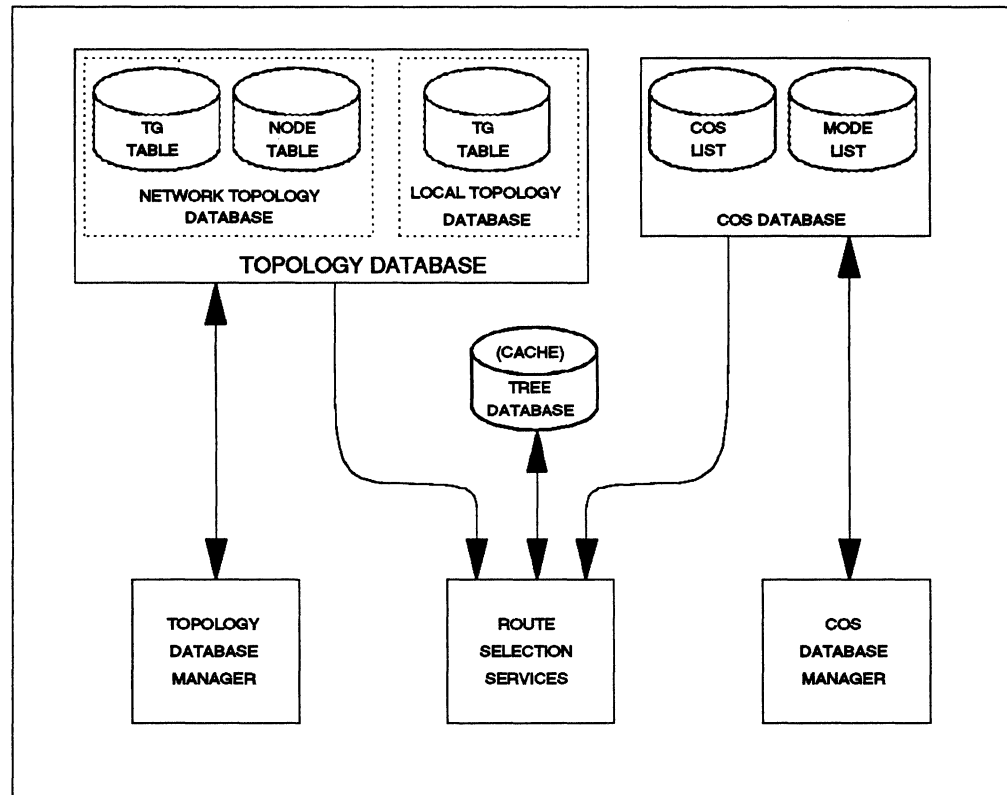 TG
TABLE
NODE
TABLE
NETWORK TOPOLOGY
DATABASE
TG
TABLE
LOCAL TOPOLOGY
DATABASE
TOPOLOGY DATABASE
COS
LIST
MODE
LIST
COS DATABASE
(CACHE)
TREE
DATABASE
TOPOLOGY
DATABASE
MANAGER
ROUTE
SELECTION
SERVICES
COS
DATABASE
MANAGER